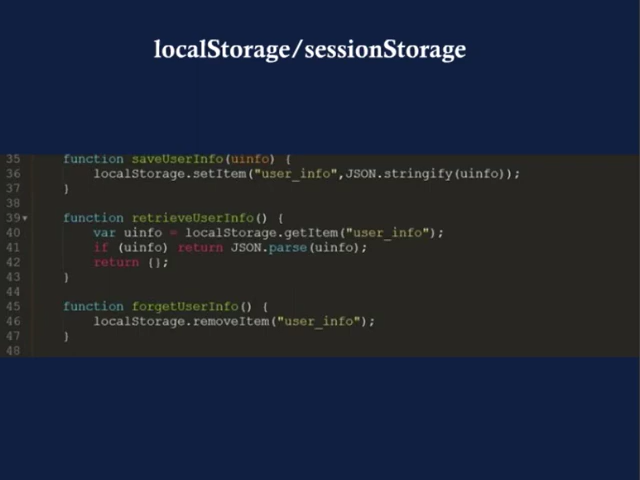 localStorage/sessionStorage
35 function saveUserInfo(uinfo) {
36 localStorage.setItem("user_info",JSON.stringify(uinfo));
37 }
38
39 function retrieveUserInfo() {
40 var uinfo = localStorage.getItem("user_info");
41 if (uinfo) return JSON.parse(uinfo);
42 return {};
43 }
44
45 function forgetUserInfo() {
46 localStorage.removeItem("user_info");
47 }
48